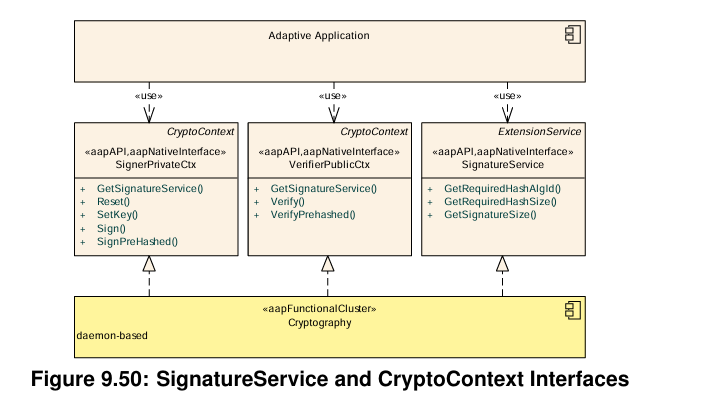 Adaptive Application
«use» «use» «use»
CryptoContext
«aapAPI,aapNativeInterface»
SignerPrivateCtx
+ GetSignatureService()
+ Reset()
+ SetKey()
+ Sign()
+ SignPreHashed()
CryptoContext
«aapAPI,aapNativeInterface»
VerifierPublicCtx
+ GetSignatureService()
+ Verify()
+ VerifyPrehashed()
ExtensionService
«aapAPI,aapNativeInterface»
SignatureService
+ GetRequiredHashAlgId()
+ GetRequiredHashSize()
+ GetSignatureSize()
«aapFunctionalCluster»
Cryptography
daemon-based
Figure 9.50: SignatureService and CryptoContext Interfaces